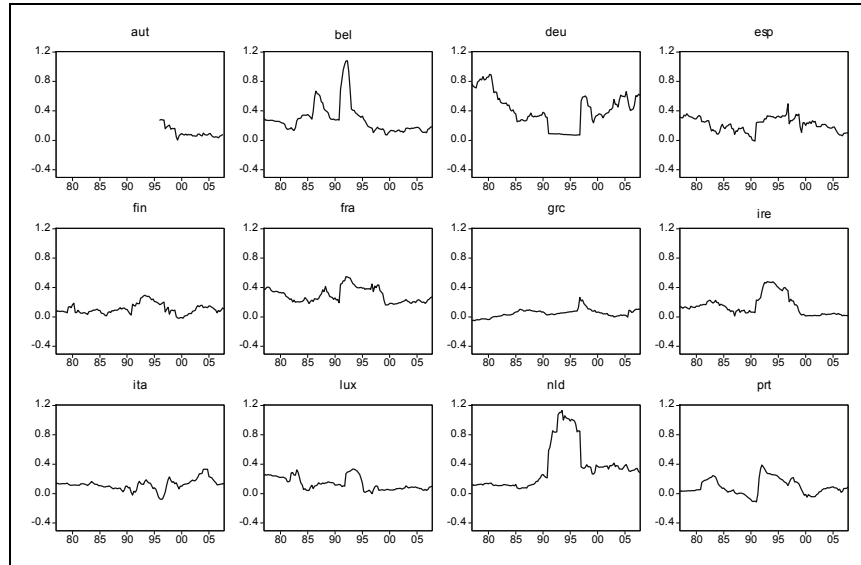 aut bel deu esp
1.2 1.2 1.2 1.2
0.8 0.8 0.8 0.8
0.4 0.4 0.4 0.4
0.0 0.0 0.0 0.0
-0.4 -0.4 -0.4 -0.4
80 85 90 95 00 05 80 85 90 95 00 05 80 85 90 95 00 05 80 85 90 95 00 05
fin fra grc ire
1.2 1.2 1.2 1.2
0.8 0.8 0.8 0.8
0.4 0.4 0.4 0.4
0.0 0.0 0.0 0.0
-0.4 -0.4 -0.4 -0.4
80 85 90 95 00 05 80 85 90 95 00 05 80 85 90 95 00 05 80 85 90 95 00 05
ita lux nld prt
1.2 1.2 1.2 1.2
0.8 0.8 0.8 0.8
0.4 0.4 0.4 0.4
0.0 0.0 0.0 0.0
-0.4 -0.4 -0.4 -0.4
80 85 90 95 00 05 80 85 90 95 00 05 80 85 90 95 00 05 80 85 90 95 00 05